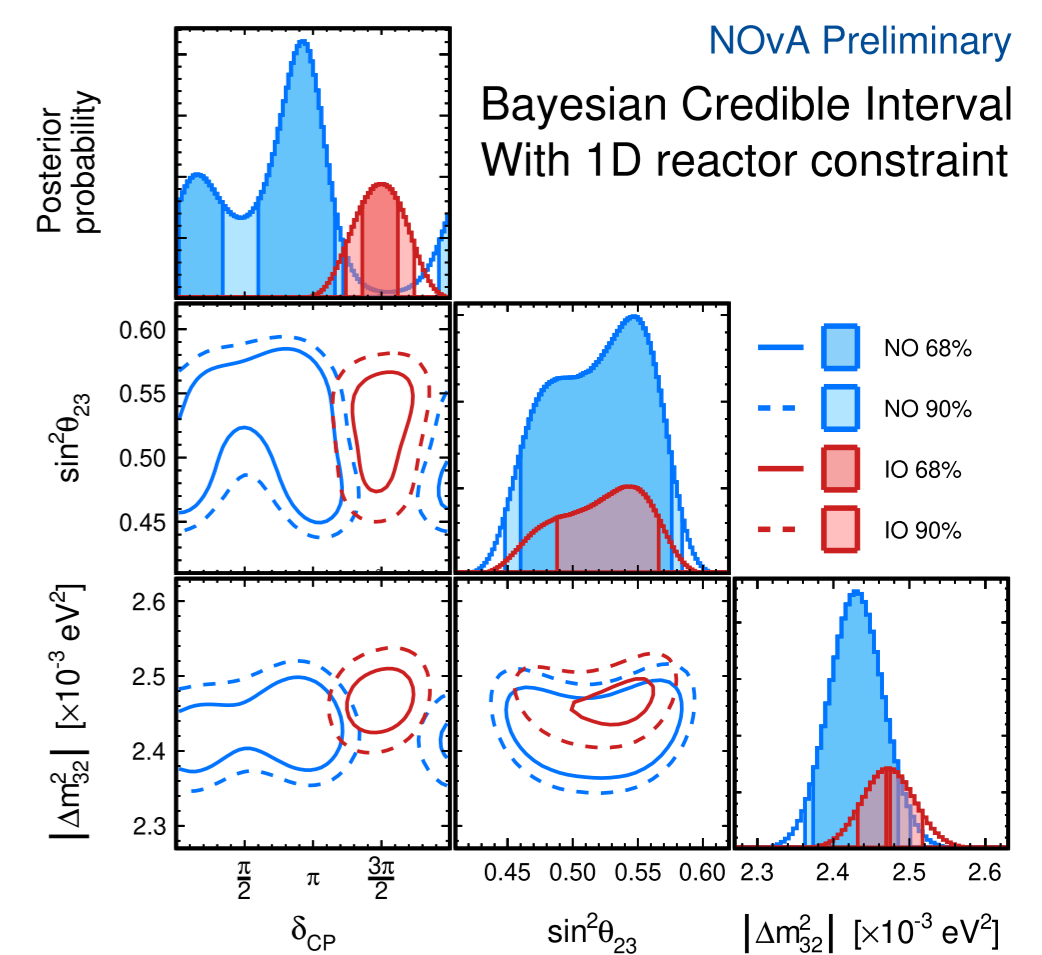 NOvA Preliminary
Bayesian Credible Interval
With 1D reactor constraint
Posterior
probability
0.60
0.55
0.50
0.45
sin²θ₂₃
NO 68%
NO 90%
IO 68%
IO 90%
2.6
2.5
2.4
2.3
|Δm²₃₂| [×10⁻³ eV²]
π/2 π 3π/2
0.45 0.50 0.55 0.60
2.3 2.4 2.5 2.6
δ_CP
sin²θ₂₃
|Δm²₃₂| [×10⁻³ eV²]